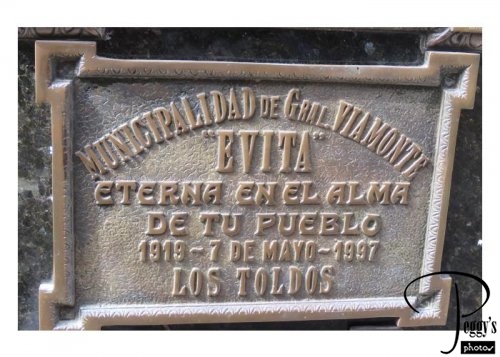 MUNICIPALIDAD DE GRAL. VIAMONTE
"EVITA"
ETERNA EN EL ALMA
DE TU PUEBLO
1919-7 DE MAYO-1997
LOS TOLDOS
Peggy's
photos